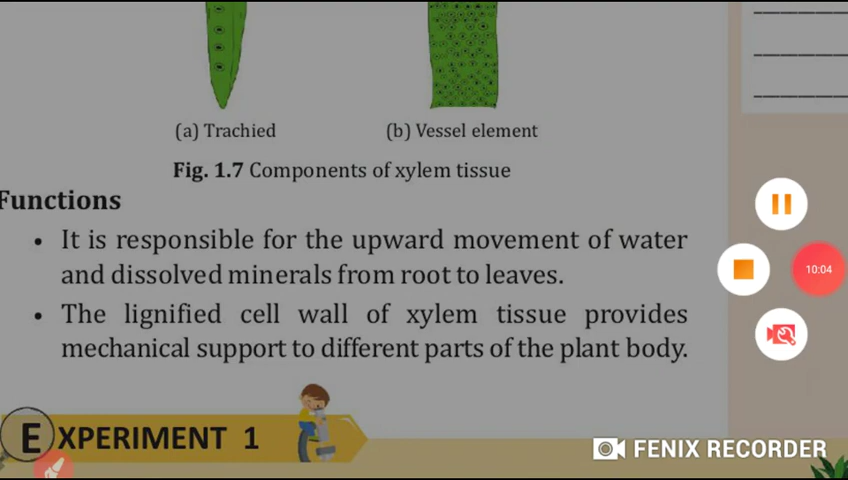 (a) Trachied (b) Vessel element
Fig. 1.7 Components of xylem tissue
Functions
• It is responsible for the upward movement of water
and dissolved minerals from root to leaves.
• The lignified cell wall of xylem tissue provides
mechanical support to different parts of the plant body.
EXPERIMENT 1
10:04
FENIX RECORDER